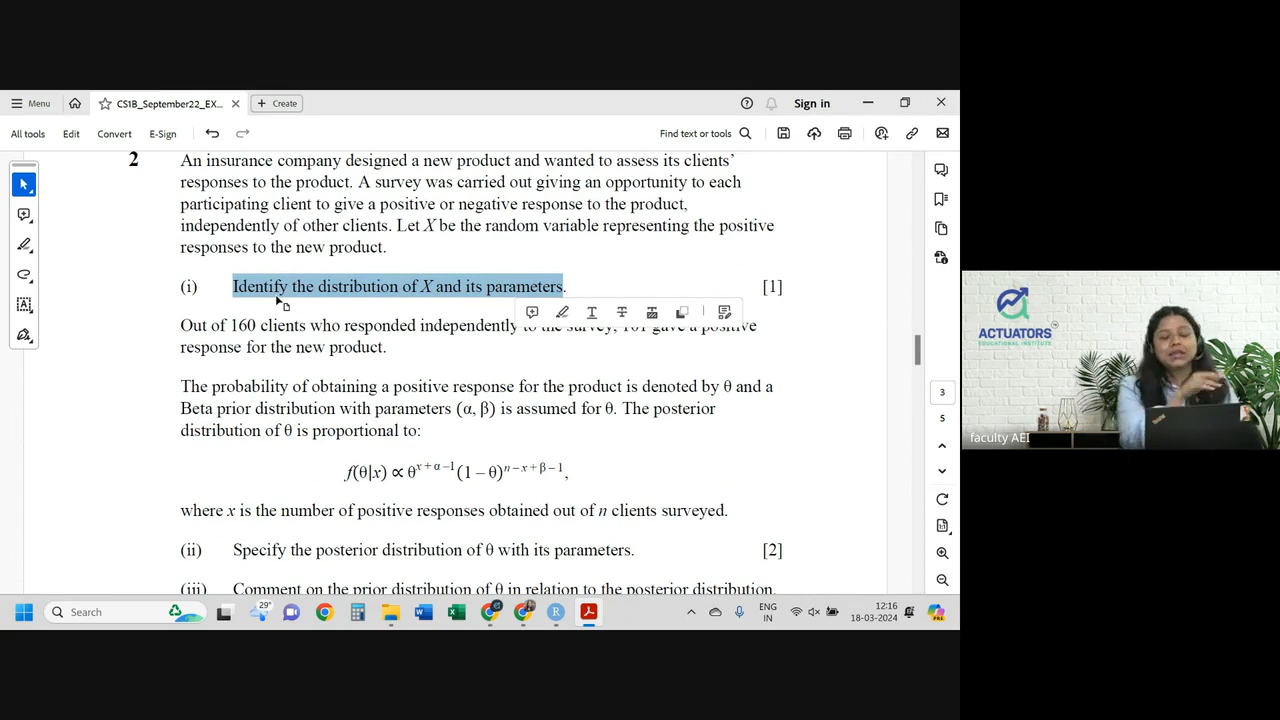 Menu
CS1B_September22_EX...
Create
Sign in
All tools
Edit
Convert
E-Sign
Find text or tools
2
An insurance company designed a new product and wanted to assess its clients'
responses to the product. A survey was carried out giving an opportunity to each
participating client to give a positive or negative response to the product,
independently of other clients. Let X be the random variable representing the positive
responses to the new product.
(i) Identify the distribution of X and its parameters. [1]
Out of 160 clients who responded independently to the survey, 101 gave a positive
response for the new product.
The probability of obtaining a positive response for the product is denoted by θ and a
Beta prior distribution with parameters (α, β) is assumed for θ. The posterior
distribution of θ is proportional to:
f(θ|x) ∝ θ^{x+α−1}(1 − θ)^{n−x+β−1},
where x is the number of positive responses obtained out of n clients surveyed.
(ii) Specify the posterior distribution of θ with its parameters. [2]
(iii) Comment on the prior distribution of θ in relation to the posterior distribution.
3
5
ACTUATORS
EDUCATIONAL INSTITUTE
faculty AEI
Search
29°
ENG
IN
12:16
18-03-2024